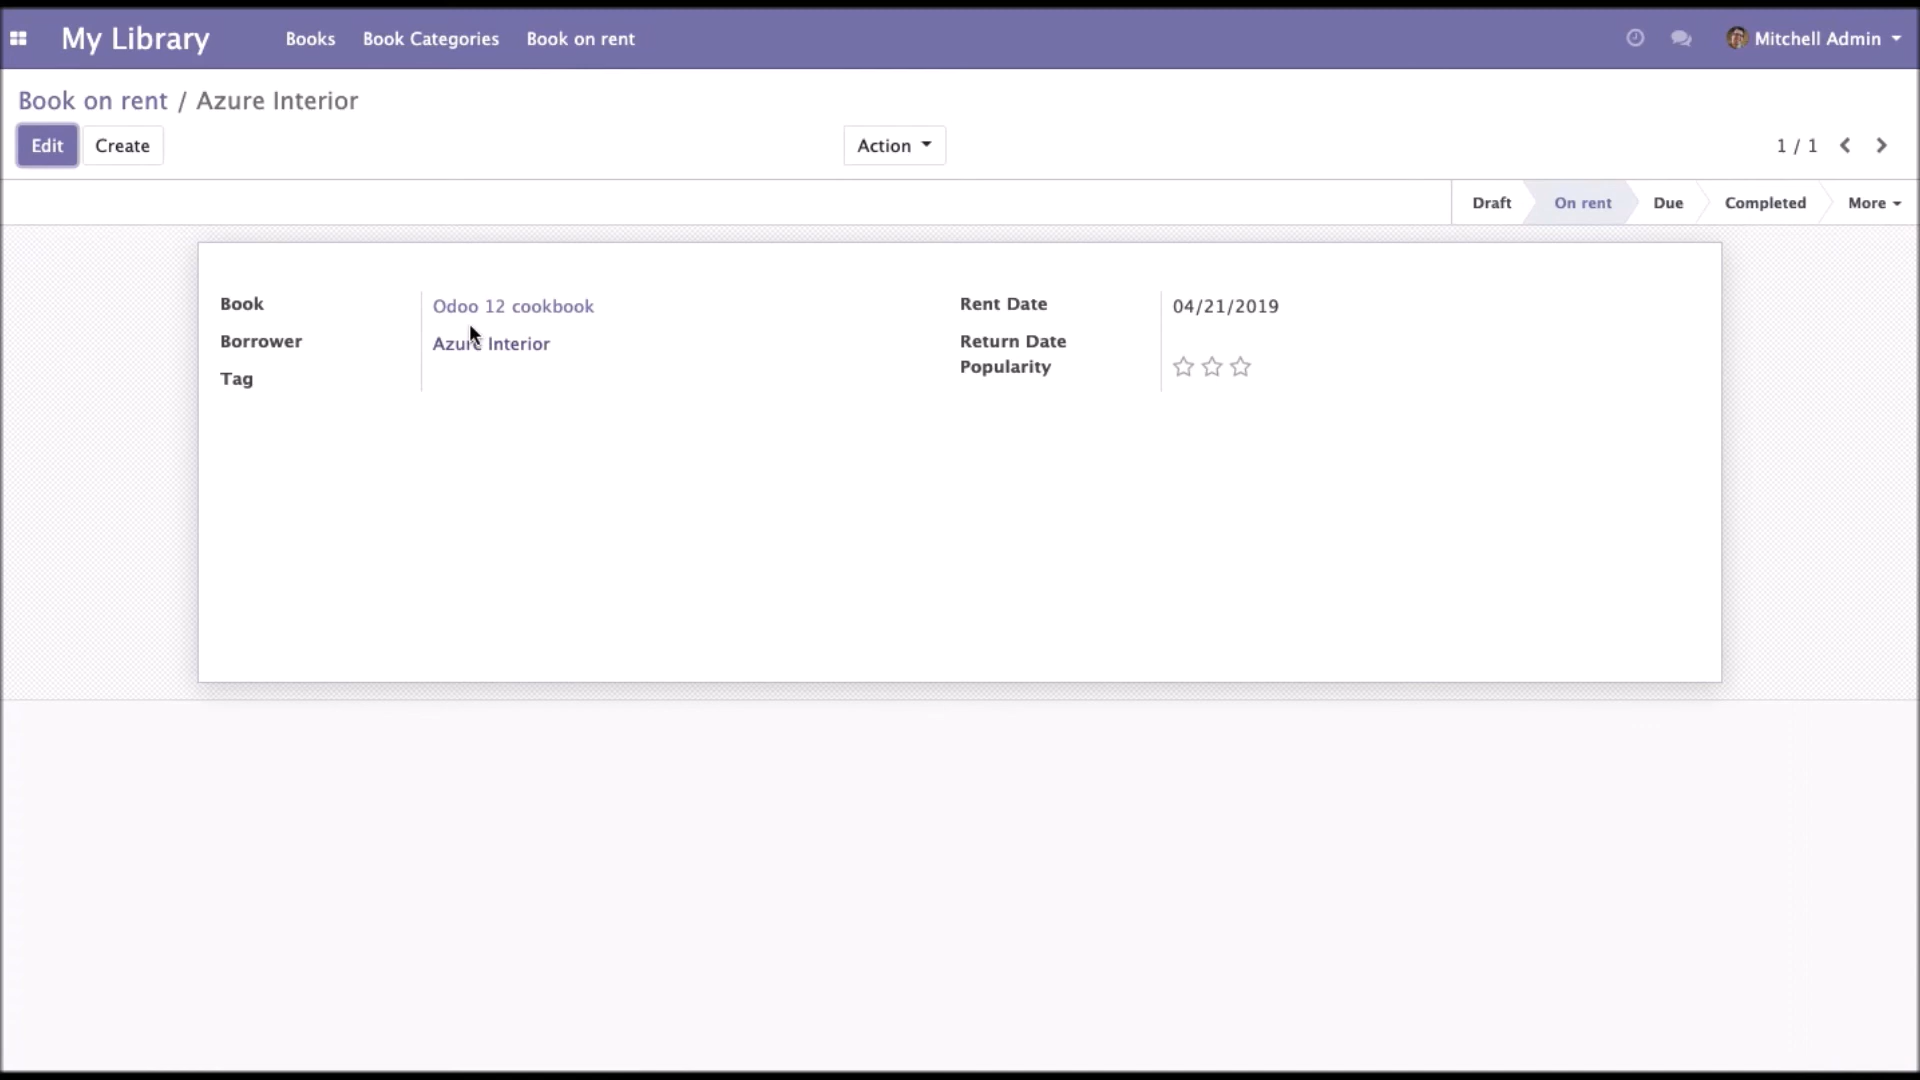 My Library Books Book Categories Book on rent Mitchell Admin
Book on rent / Azure Interior
Edit Create Action 1 / 1
Draft On rent Due Completed More
Book Odoo 12 cookbook Rent Date 04/21/2019
Borrower Azure Interior Return Date
Popularity
Tag